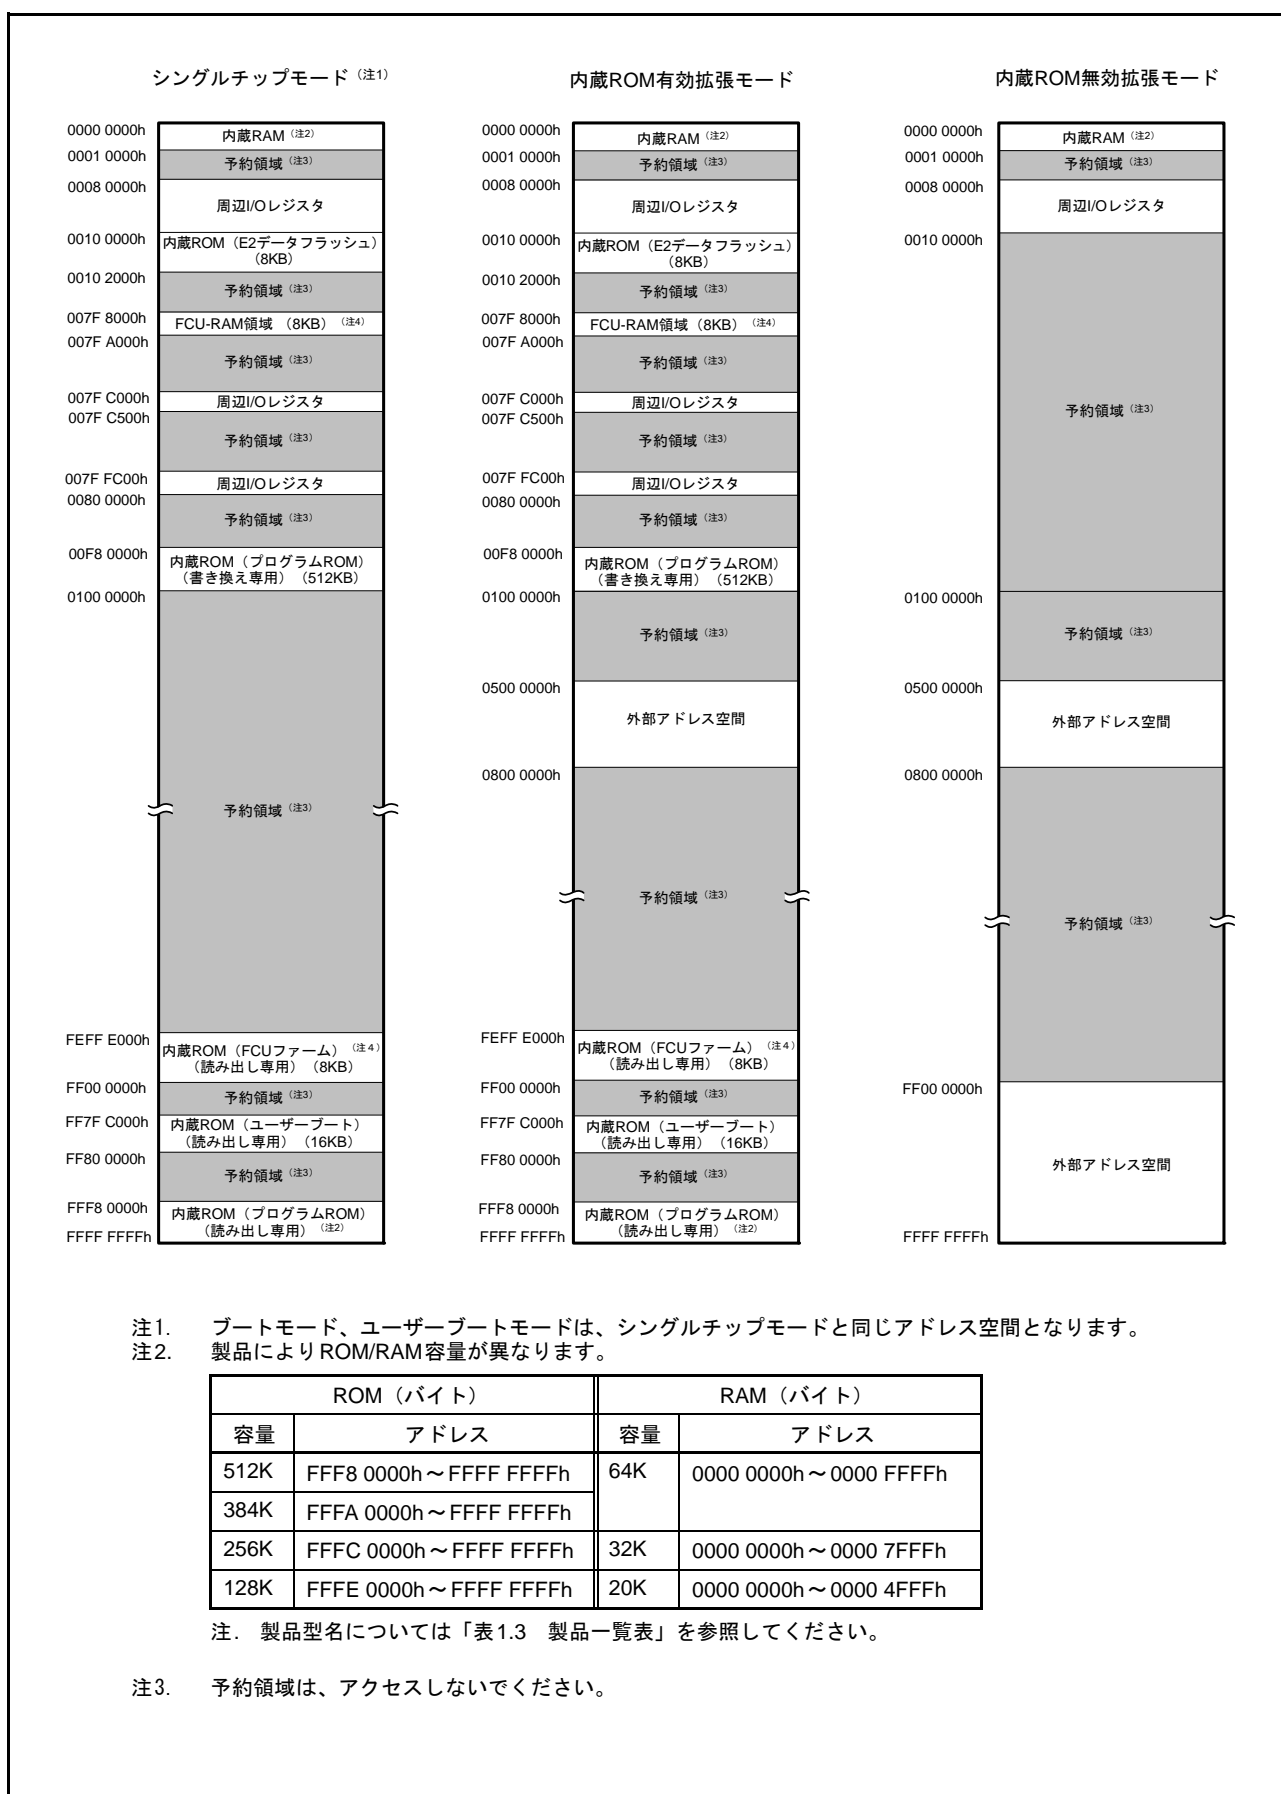 シングルチップモード（注1）
0000 0000h
内蔵RAM（注2）
0001 0000h
予約領域（注3）
0008 0000h
周辺I/Oレジスタ
0010 0000h
内蔵ROM（E2データフラッシュ）
（8KB）
0010 2000h
予約領域（注3）
007F 8000h
FCU-RAM領域 （8KB）（注4）
007F A000h
予約領域（注3）
007F C000h
周辺I/Oレジスタ
007F C500h
予約領域（注3）
007F FC00h
周辺I/Oレジスタ
0080 0000h
予約領域（注3）
00F8 0000h
内蔵ROM（プログラムROM）
（書き換え専用）（512KB）
0100 0000h
予約領域（注3）
FEFF E000h
内蔵ROM（FCUファーム）（注４）
（読み出し専用）（8KB）
FF00 0000h
予約領域（注3）
FF7F C000h
内蔵ROM（ユーザーブート）
（読み出し専用）（16KB）
FF80 0000h
予約領域（注3）
FFF8 0000h
内蔵ROM（プログラムROM）
（読み出し専用）（注2）
FFFF FFFFh
内蔵ROM有効拡張モード
0000 0000h
内蔵RAM（注2）
0001 0000h
予約領域（注3）
0008 0000h
周辺I/Oレジスタ
0010 0000h
内蔵ROM（E2データフラッシュ）
（8KB）
0010 2000h
予約領域（注3）
007F 8000h
FCU-RAM領域（8KB）（注4）
007F A000h
予約領域（注3）
007F C000h
周辺I/Oレジスタ
007F C500h
予約領域（注3）
007F FC00h
周辺I/Oレジスタ
0080 0000h
予約領域（注3）
00F8 0000h
内蔵ROM（プログラムROM）
（書き換え専用）（512KB）
0100 0000h
予約領域（注3）
0500 0000h
外部アドレス空間
0800 0000h
予約領域（注3）
FEFF E000h
内蔵ROM（FCUファーム）（注４）
（読み出し専用）（8KB）
FF00 0000h
予約領域（注3）
FF7F C000h
内蔵ROM（ユーザーブート）
（読み出し専用）（16KB）
FF80 0000h
予約領域（注3）
FFF8 0000h
内蔵ROM（プログラムROM）
（読み出し専用）（注2）
FFFF FFFFh
内蔵ROM無効拡張モード
0000 0000h
内蔵RAM（注2）
0001 0000h
予約領域（注3）
0008 0000h
周辺I/Oレジスタ
0010 0000h
予約領域（注3）
0100 0000h
予約領域（注3）
0500 0000h
外部アドレス空間
0800 0000h
予約領域（注3）
FF00 0000h
外部アドレス空間
FFFF FFFFh
注1. ブートモード、ユーザーブートモードは、シングルチップモードと同じアドレス空間となります。
注2. 製品によりROM/RAM容量が異なります。
ROM（バイト） RAM（バイト）
容量 アドレス 容量 アドレス
512K FFF8 0000h～FFFF FFFFh 64K 0000 0000h～0000 FFFFh
384K FFFA 0000h～FFFF FFFFh
256K FFFC 0000h～FFFF FFFFh 32K 0000 0000h～0000 7FFFh
128K FFFE 0000h～FFFF FFFFh 20K 0000 0000h～0000 4FFFh
注. 製品型名については「表1.3 製品一覧表」を参照してください。
注3. 予約領域は、アクセスしないでください。